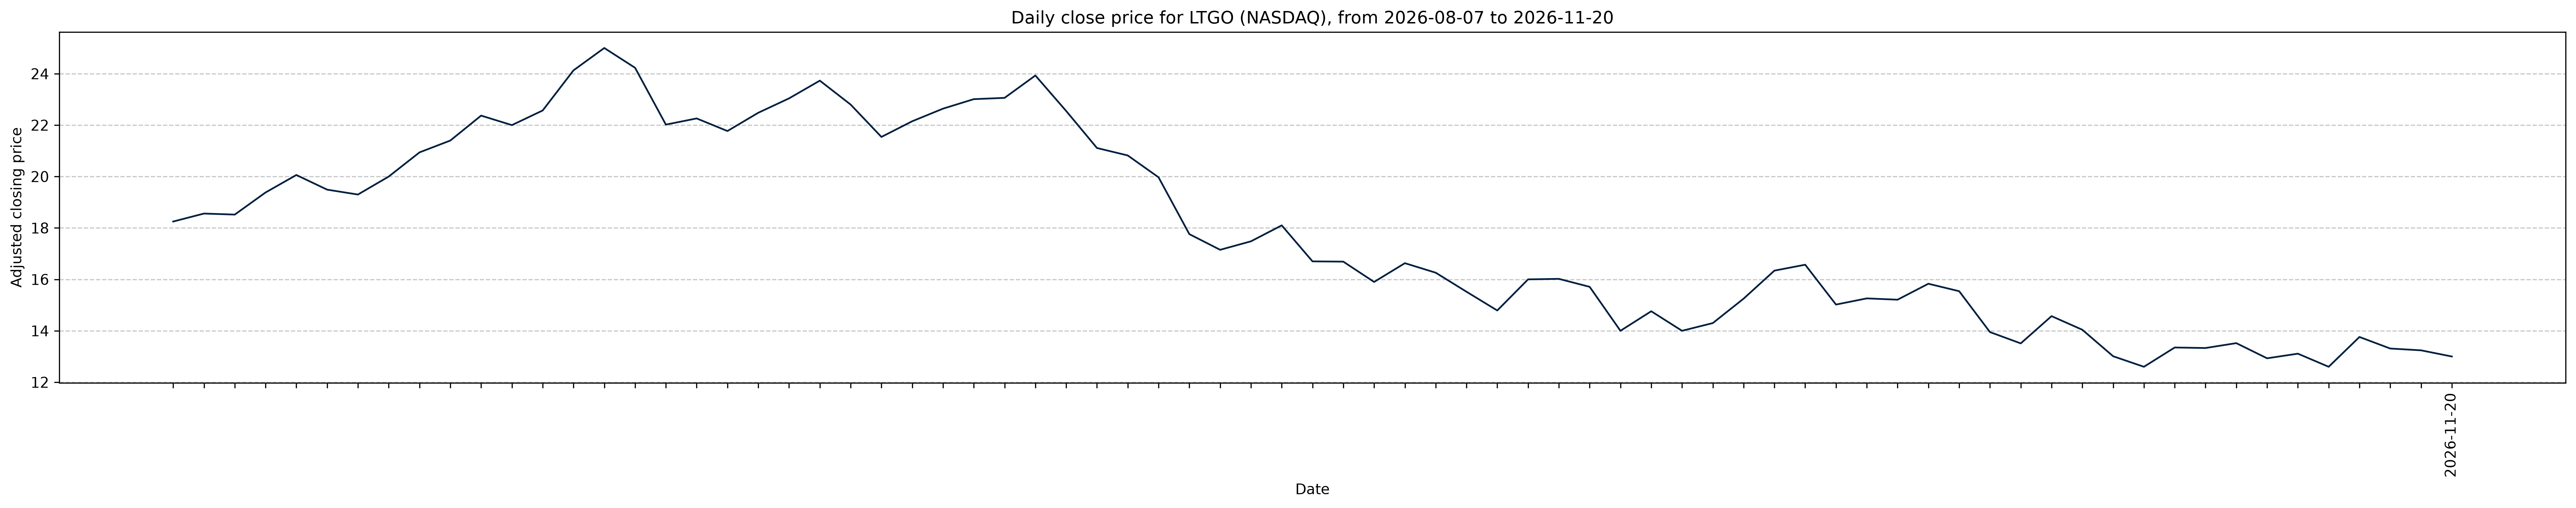 Daily close price for LTGO (NASDAQ), from 2026-08-07 to 2026-11-20
Adjusted closing price
24
22
20
18
16
14
12
2026-11-20
Date